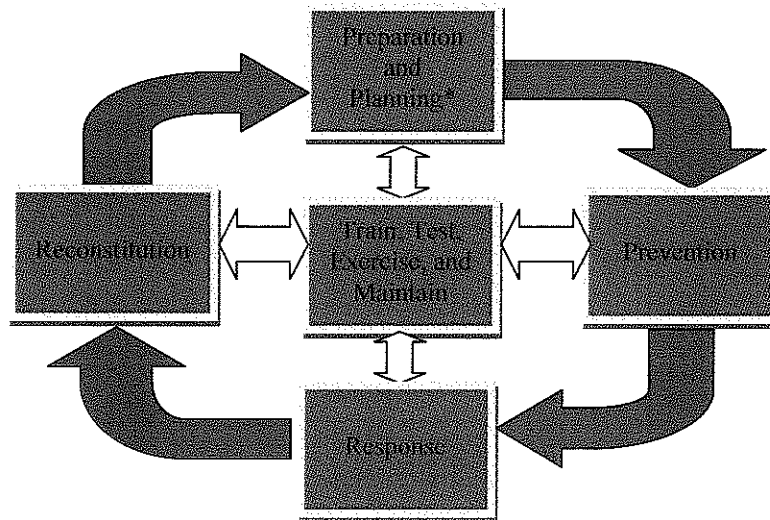 Preparation
and
Planning*
Reconstitution
Train, Test,
Exercise, and
Maintain
Prevention
Response